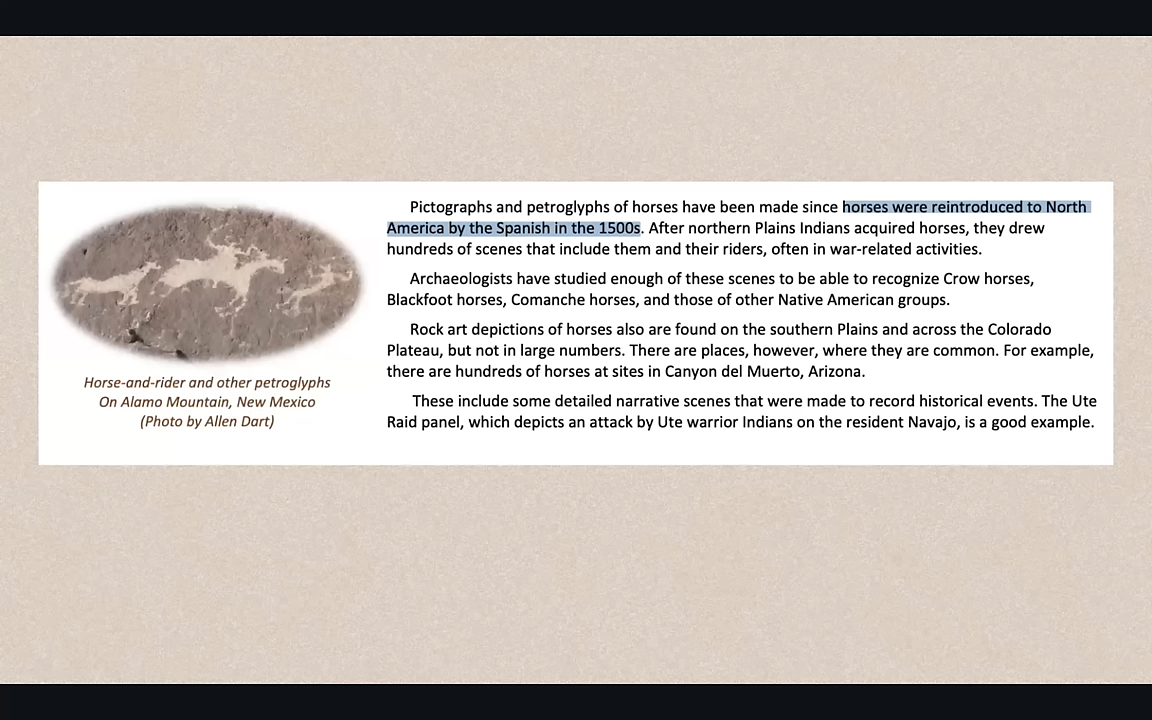 Pictographs and petroglyphs of horses have been made since horses were reintroduced to North
America by the Spanish in the 1500s. After northern Plains Indians acquired horses, they drew
hundreds of scenes that include them and their riders, often in war-related activities.
Archaeologists have studied enough of these scenes to be able to recognize Crow horses,
Blackfoot horses, Comanche horses, and those of other Native American groups.
Rock art depictions of horses also are found on the southern Plains and across the Colorado
Plateau, but not in large numbers. There are places, however, where they are common. For example,
there are hundreds of horses at sites in Canyon del Muerto, Arizona.
These include some detailed narrative scenes that were made to record historical events. The Ute
Raid panel, which depicts an attack by Ute warrior Indians on the resident Navajo, is a good example.
Horse-and-rider and other petroglyphs
On Alamo Mountain, New Mexico
(Photo by Allen Dart)